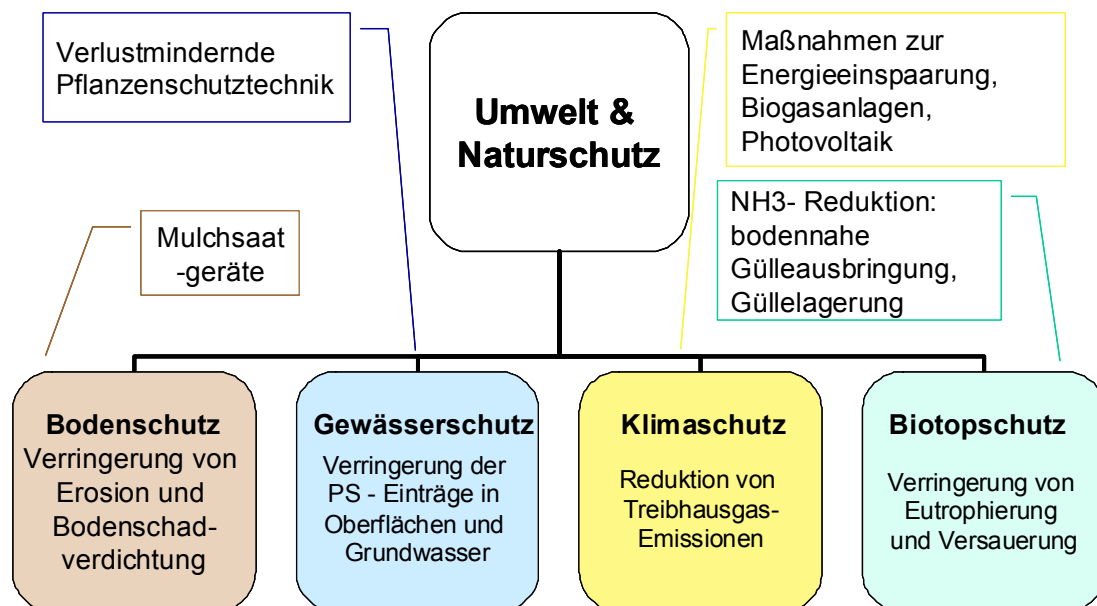 Verlustmindernde
Pflanzenschutztechnik
Umwelt &
Naturschutz
Maßnahmen zur
Energieeinspaarung,
Biogasanlagen,
Photovoltaik
Mulchsaat
-geräte
NH3- Reduktion:
bodennahe
Gülleausbringung,
Güllelagerung
Bodenschutz
Verringerung von
Erosion und
Bodenschad-
verdichtung
Gewässerschutz
Verringerung der
PS - Einträge in
Oberflächen und
Grundwasser
Klimaschutz
Reduktion von
Treibhausgas-
Emissionen
Biotopschutz
Verringerung von
Eutrophierung
und Versauerung